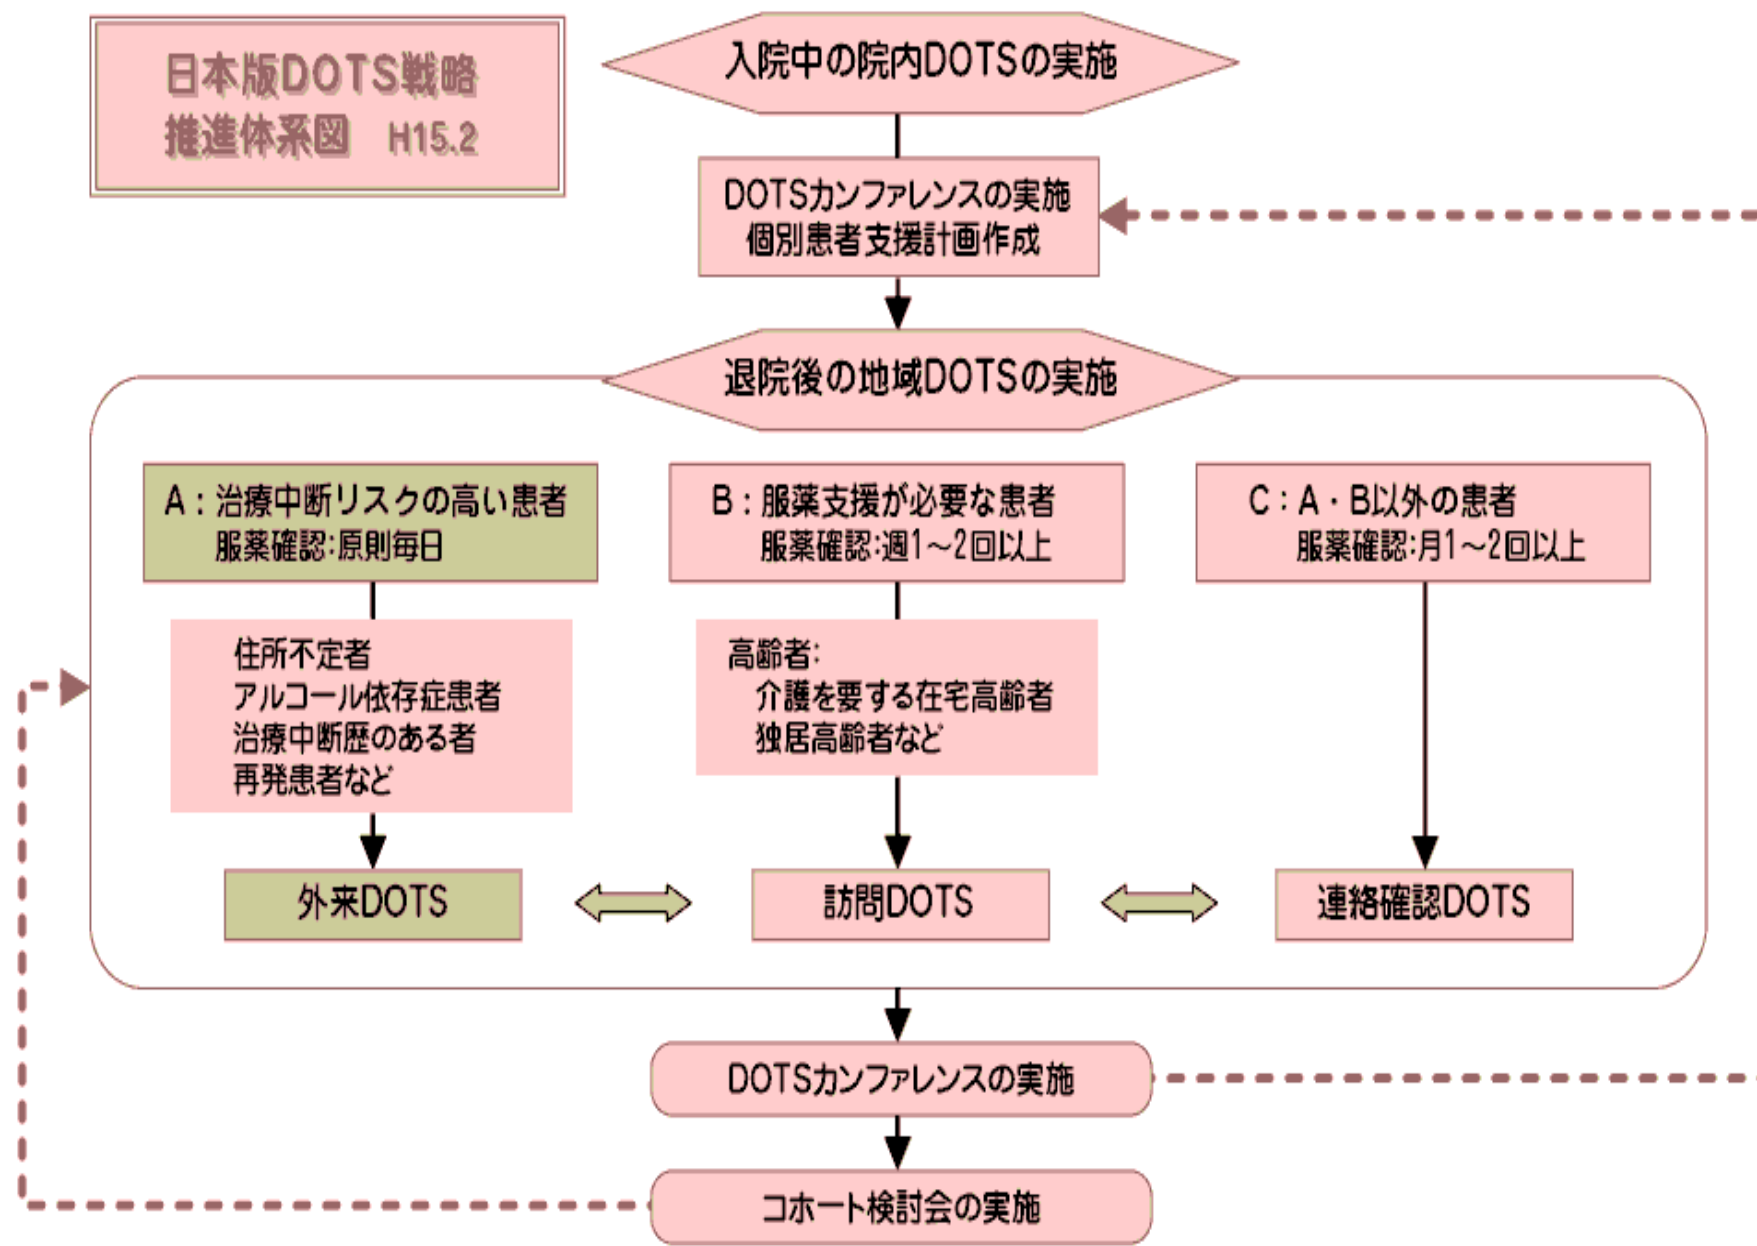 日本版DOTS戦略
推進体系図 H15.2
入院中の院内DOTSの実施
DOTSカンファレンスの実施
個別患者支援計画作成
退院後の地域DOTSの実施
A：治療中断リスクの高い患者
服薬確認:原則毎日
住所不定者
アルコール依存症患者
治療中断歴のある者
再発患者など
外来DOTS
B：服薬支援が必要な患者
服薬確認:週1～2回以上
高齢者:
介護を要する在宅高齢者
独居高齢者など
訪問DOTS
C：A・B以外の患者
服薬確認:月1～2回以上
連絡確認DOTS
DOTSカンファレンスの実施
コホート検討会の実施